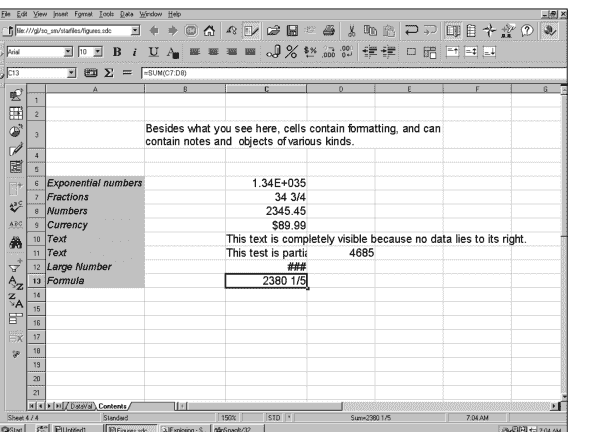 File Edit View Insert Format Tools Data Window Help
Arial 10 B i U A
C13 Σ = =SUM(C7:D8)
A B C D E F G
1
2
3 Besides what you see here, cells contain formatting, and can
contain notes and objects of various kinds.
4
5
6 Exponential numbers 1.34E+035
7 Fractions 34 3/4
8 Numbers 2345.45
9 Currency $89.99
10 Text This text is completely visible because no data lies to its right.
11 Text This test is partia 4685
12 Large Number ###
13 Formula 2380 1/5
14
15
16
17
18
19
20
21
DataVal Contents
Sheet 4 / 4 Standard 150% STD * Sum=2380 1/5 7:04 AM
Start Untitled1 Figures.sdc Exploring - S 7:04 AM